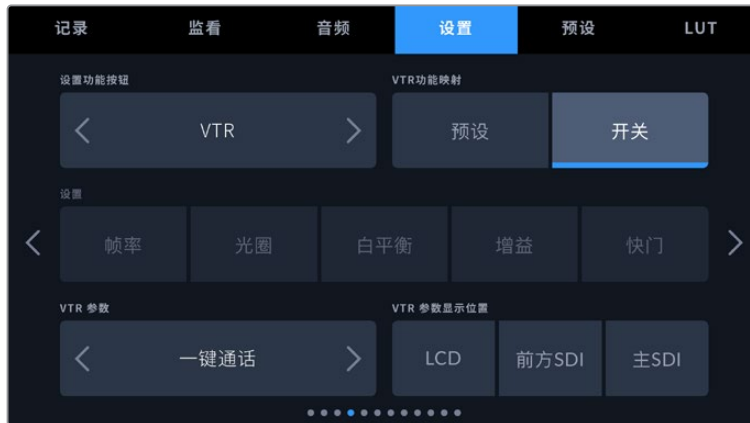 记录 监看 音频 设置 预设 LUT
设置功能按钮 VTR功能映射
VTR 预设 开关
设置
帧率 光圈 白平衡 增益 快门
VTR 参数 VTR 参数显示位置
一键通话 LCD 前方SDI 主SDI